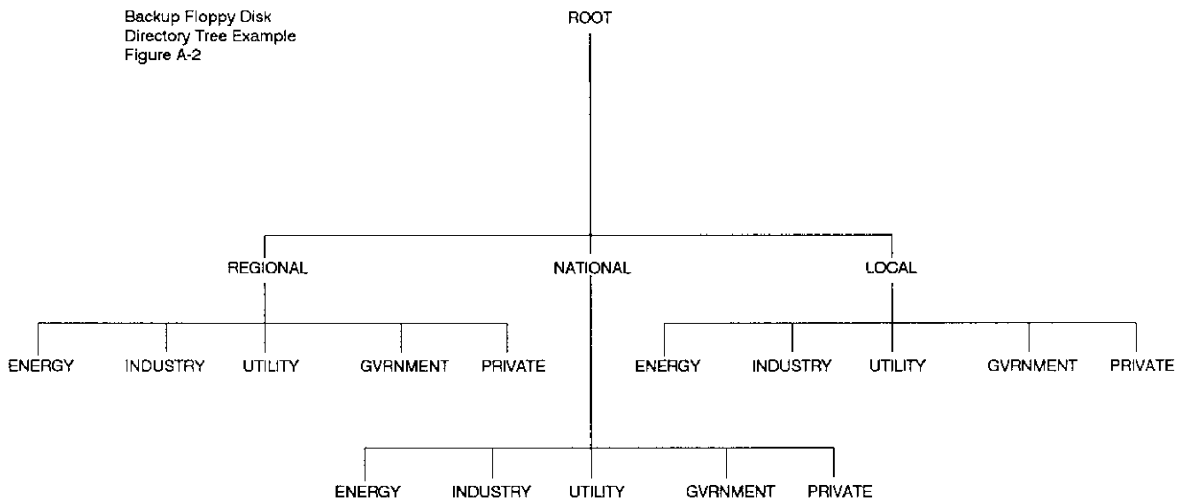 Backup Floppy Disk
Directory Tree Example
Figure A-2
ROOT
REGIONAL NATIONAL LOCAL
ENERGY INDUSTRY UTILITY GVRNMENT PRIVATE ENERGY INDUSTRY UTILITY GVRNMENT PRIVATE
ENERGY INDUSTRY UTILITY GVRNMENT PRIVATE